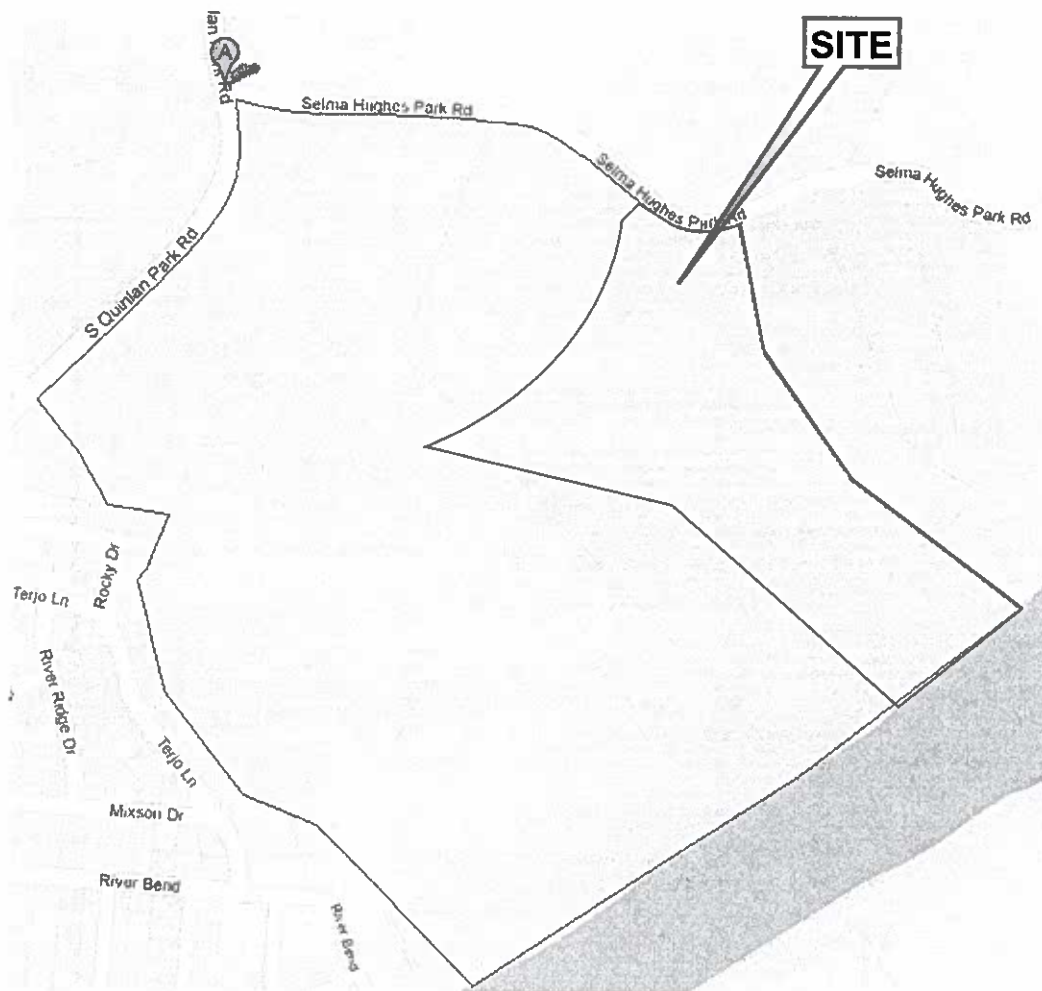 SITE
A
Rd
Selma Hughes Park Rd
Selma Hughes Park Rd
Selma Hughes Park Rd
S Quinlan Park Rd
Rocky Dr
Terjo Ln
River Ridge Dr
Terjo Ln
Mixson Dr
River Bend
River Bend